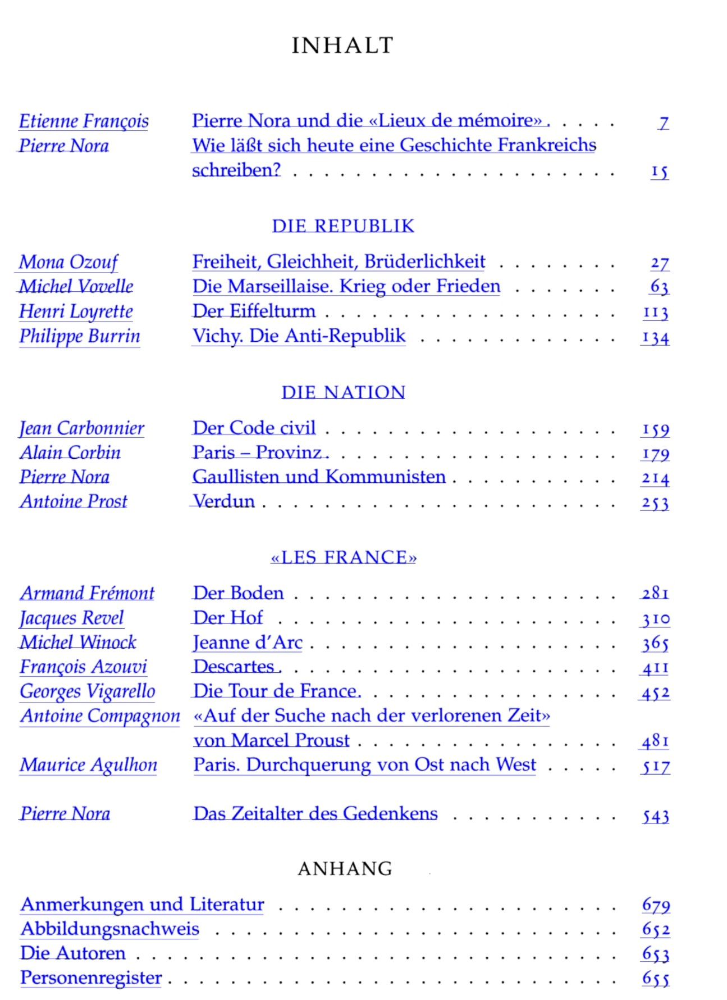 INHALT
Etienne François Pierre Nora und die «Lieux de mémoire» . . . . . 7
Pierre Nora Wie läßt sich heute eine Geschichte Frankreichs
schreiben? . . . . . . . . . . . . . . . . . . . . . 15
DIE REPUBLIK
Mona Ozouf Freiheit, Gleichheit, Brüderlichkeit . . . . . . . . 27
Michel Vovelle Die Marseillaise. Krieg oder Frieden . . . . . . . 63
Henri Loyrette Der Eiffelturm . . . . . . . . . . . . . . . . . . . 113
Philippe Burrin Vichy. Die Anti-Republik . . . . . . . . . . . . . 134
DIE NATION
Jean Carbonnier Der Code civil . . . . . . . . . . . . . . . . . . . 159
Alain Corbin Paris – Provinz . . . . . . . . . . . . . . . . . . . 179
Pierre Nora Gaullisten und Kommunisten . . . . . . . . . . . 214
Antoine Prost Verdun . . . . . . . . . . . . . . . . . . . . . . . 253
«LES FRANCE»
Armand Frémont Der Boden . . . . . . . . . . . . . . . . . . . . . 281
Jacques Revel Der Hof . . . . . . . . . . . . . . . . . . . . . . 310
Michel Winock Jeanne d’Arc . . . . . . . . . . . . . . . . . . . . 365
François Azouvi Descartes . . . . . . . . . . . . . . . . . . . . . . 411
Georges Vigarello Die Tour de France . . . . . . . . . . . . . . . . . 452
Antoine Compagnon «Auf der Suche nach der verlorenen Zeit»
von Marcel Proust . . . . . . . . . . . . . . . . . 481
Maurice Agulhon Paris. Durchquerung von Ost nach West . . . . . 517
Pierre Nora Das Zeitalter des Gedenkens . . . . . . . . . . . 543
ANHANG
Anmerkungen und Literatur . . . . . . . . . . . . . . . . . . . . . . 679
Abbildungsnachweis . . . . . . . . . . . . . . . . . . . . . . . . . . 652
Die Autoren . . . . . . . . . . . . . . . . . . . . . . . . . . . . . . . 653
Personenregister . . . . . . . . . . . . . . . . . . . . . . . . . . . . . 655